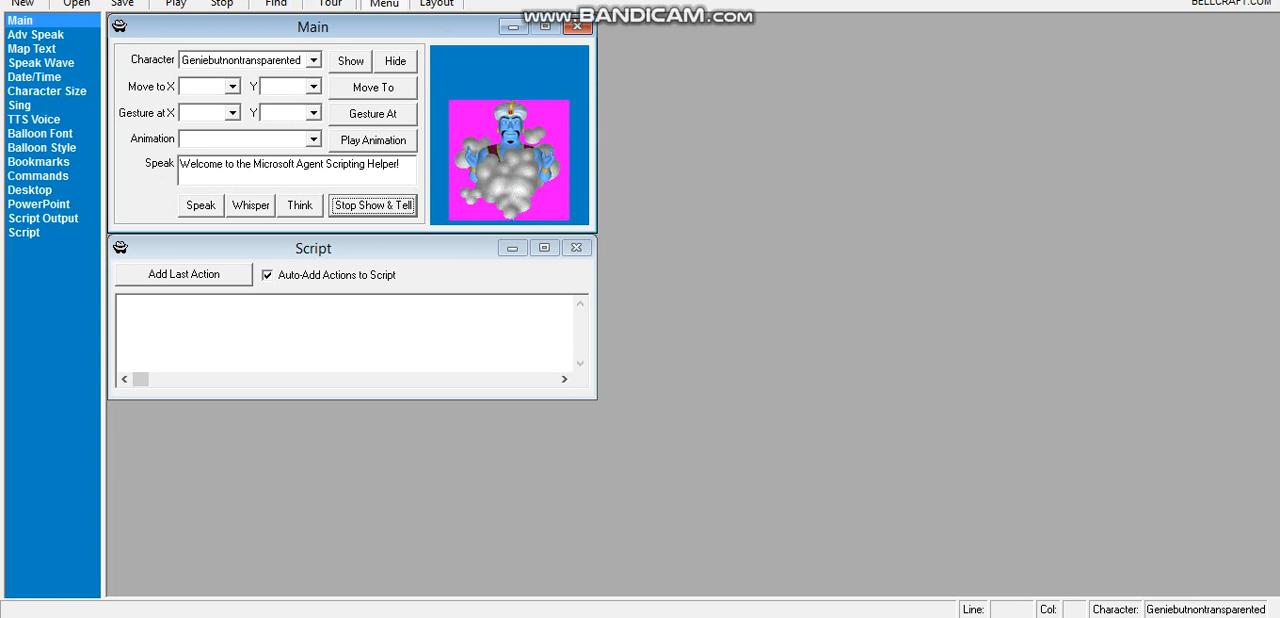 New Open Save Play Stop Find Tour Menu Layout BELLCRAFT.COM
www.BANDICAM.com
Main
Adv Speak
Map Text
Speak Wave
Date/Time
Character Size
Sing
TTS Voice
Balloon Font
Balloon Style
Bookmarks
Commands
Desktop
PowerPoint
Script Output
Script
Main
Character Geniebutnontransparented Show Hide
Move to X Y Move To
Gesture at X Y Gesture At
Animation Play Animation
Speak Welcome to the Microsoft Agent Scripting Helper!
Speak Whisper Think Stop Show & Tell
Script
Add Last Action Auto-Add Actions to Script
Line: Col: Character: Geniebutnontransparented